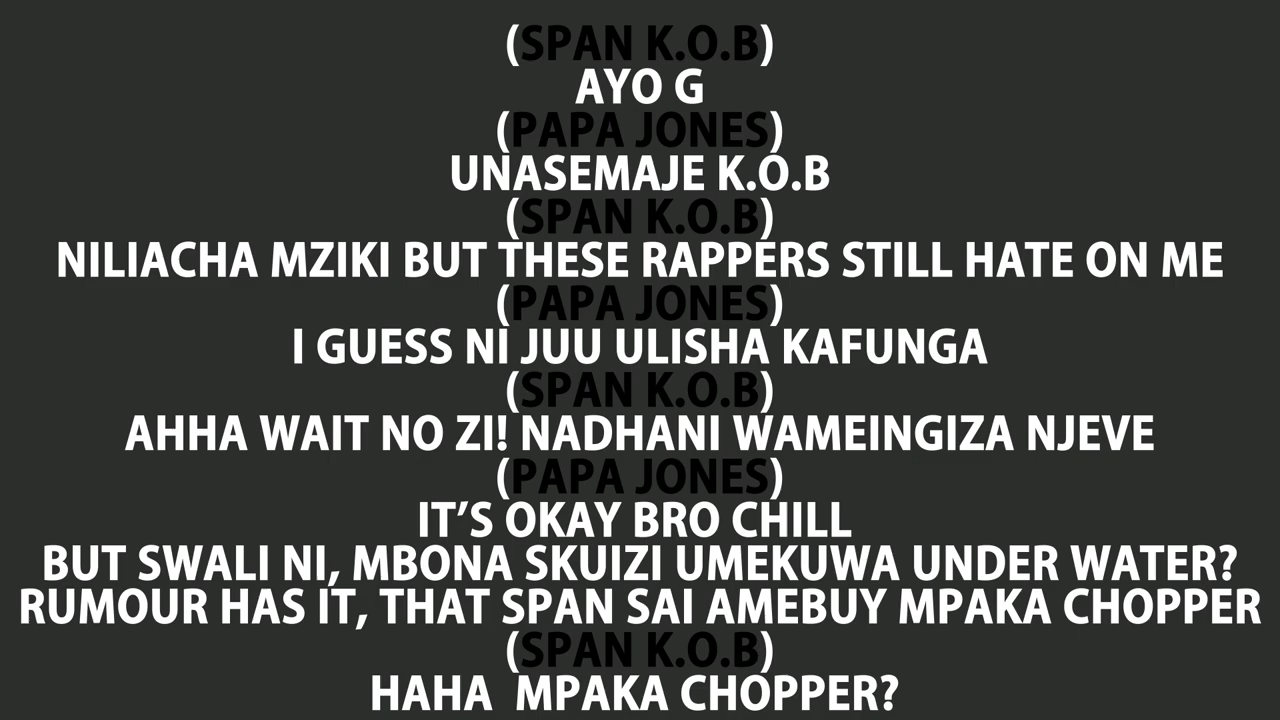 (SPAN K.O.B)
AYO G
(PAPA JONES)
UNASEMAJE K.O.B
(SPAN K.O.B)
NILIACHA MZIKI BUT THESE RAPPERS STILL HATE ON ME
(PAPA JONES)
I GUESS NI JUU ULISHA KAFUNGA
(SPAN K.O.B)
AHHA WAIT NO ZI! NADHANI WAMEINGIZA NJEVE
(PAPA JONES)
IT’S OKAY BRO CHILL
BUT SWALI NI, MBONA SKUIZI UMEKUWA UNDER WATER?
RUMOUR HAS IT, THAT SPAN SAI AMEBUY MPAKA CHOPPER
(SPAN K.O.B)
HAHA  MPAKA CHOPPER?